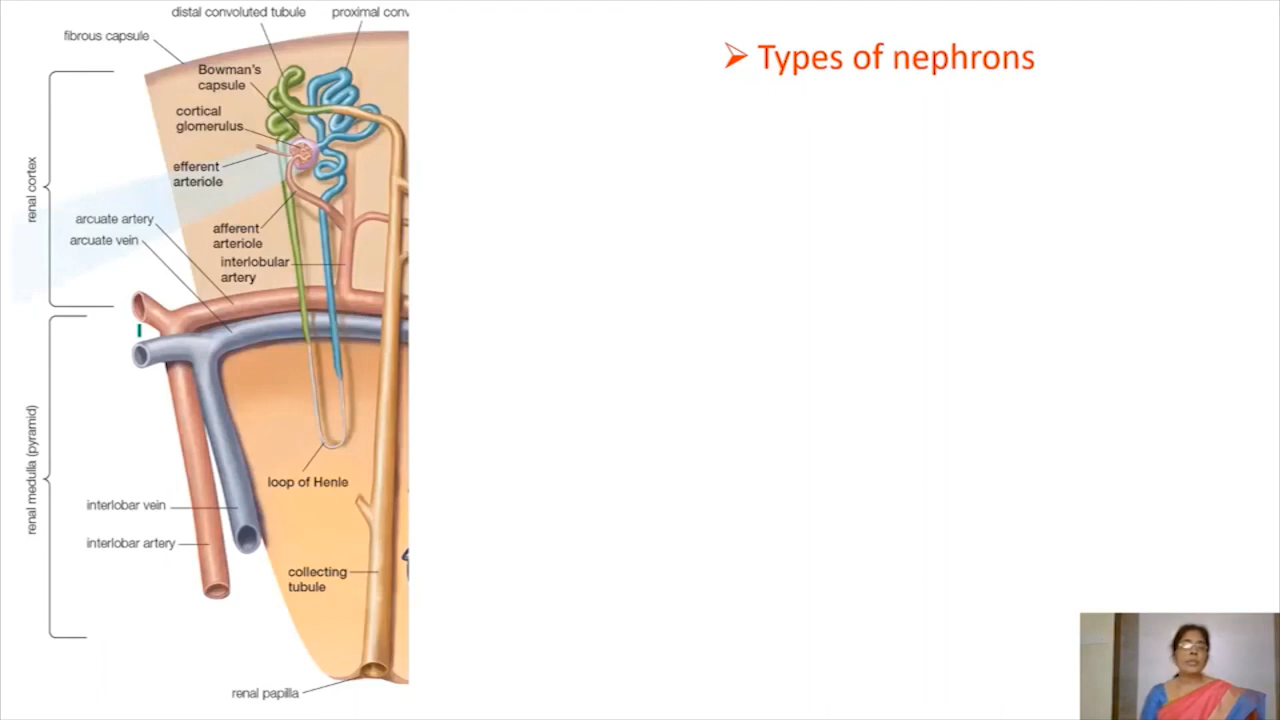 distal convoluted tubule
proximal conv
fibrous capsule
➢ Types of nephrons
Bowman's
capsule
cortical
glomerulus
efferent
arteriole
renal cortex
arcuate artery
arcuate vein
afferent
arteriole
interlobular
artery
renal medulla (pyramid)
loop of Henle
interlobar vein
interlobar artery
collecting
tubule
renal papilla